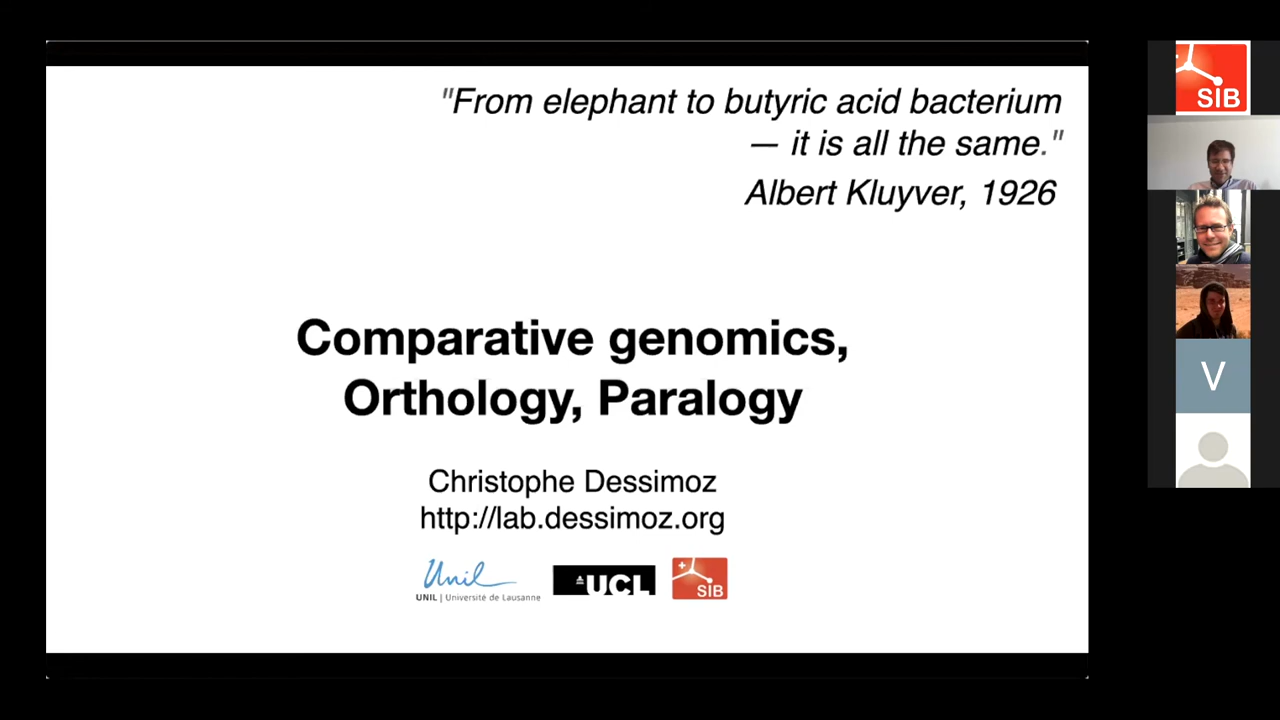 "From elephant to butyric acid bacterium
— it is all the same."
Albert Kluyver, 1926
Comparative genomics,
Orthology, Paralogy
Christophe Dessimoz
http://lab.dessimoz.org
Unil
UNIL | Université de Lausanne
UCL
SIB
SIB
V